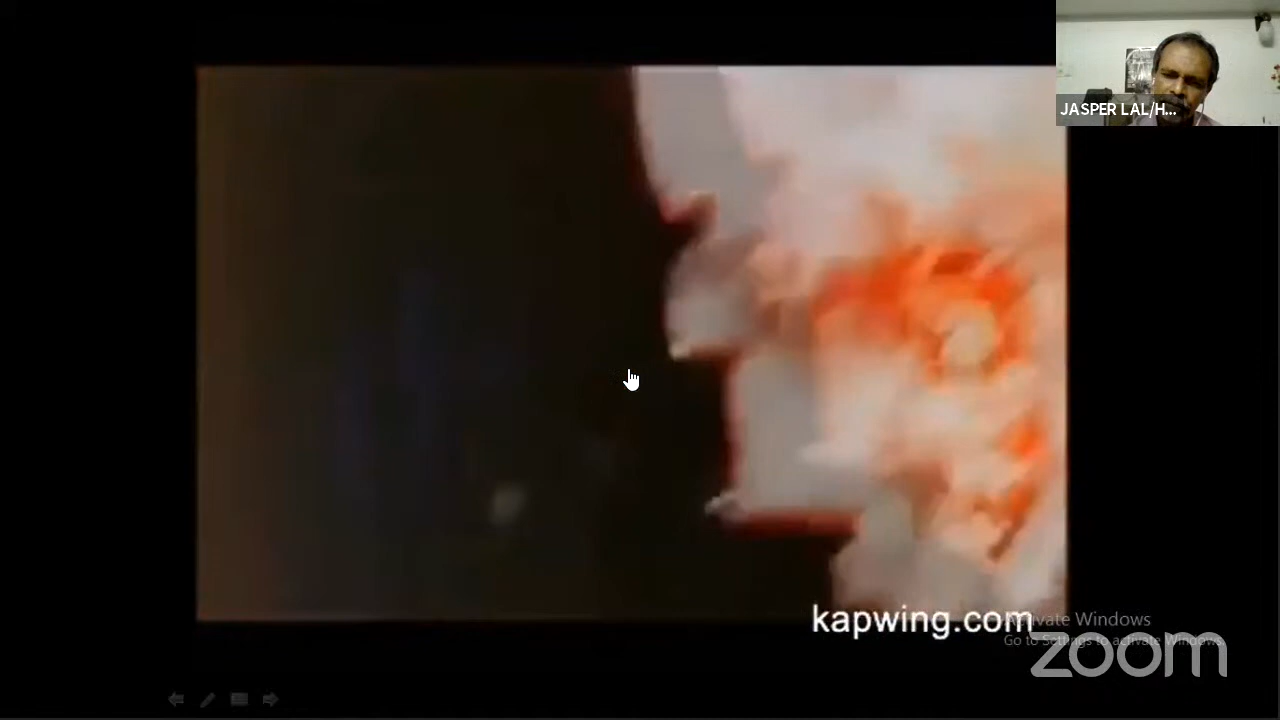 JASPER LAL/H...
kapwing.com
Activate Windows
Go to Settings to activate Windows.
zoom